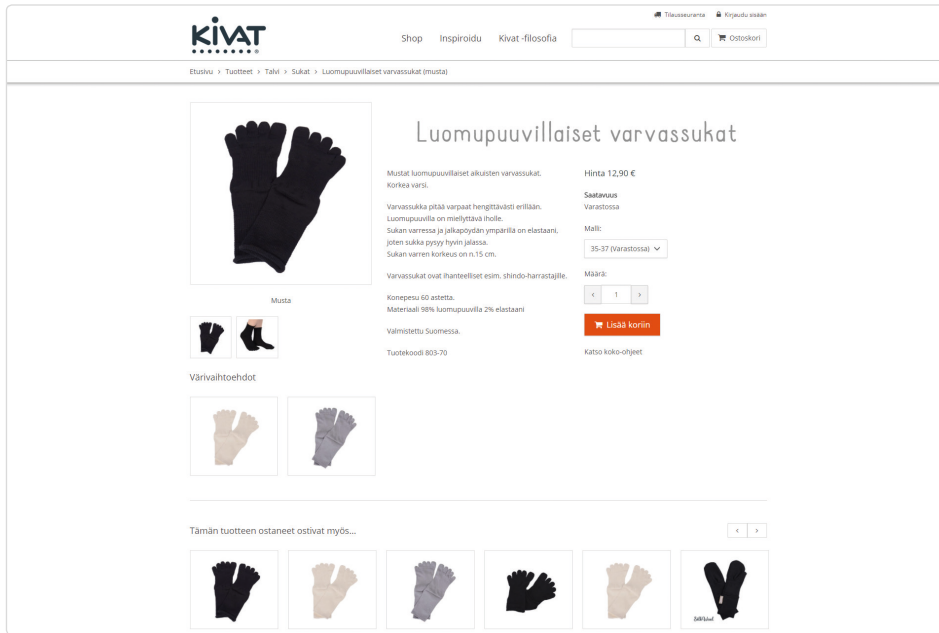 Tilausseuranta
Kirjaudu sisään
KiVAT
Shop
Inspiroidu
Kivat -filosofia
Ostoskori
Etusivu > Tuotteet > Talvi > Sukat > Luomupuuvillaiset varvassukat (musta)
Luomupuuvillaiset varvassukat
Mustat luomupuuvillaiset aikuisten varvassukat.
Korkea varsi.
Varvassukka pitää varpaat hengittävästi erillään.
Luomupuuvilla on miellyttävä iholle.
Sukan varressa ja jalkapöydän ympärillä on elastaani,
joten sukka pysyy hyvin jalassa.
Sukan varren korkeus on n.15 cm.
Varvassukat ovat ihanteelliset esim. shindo-harrastajille.
Konepesu 60 astetta.
Materiaali 98% luomupuuvilla 2% elastaani
Valmistettu Suomessa.
Tuotekoodi 803-70
Hinta 12,90 €
Saatavuus
Varastossa
Malli:
35-37 (Varastossa)
Määrä:
< 1 >
Lisää koriin
Katso koko-ohjeet
Musta
Värivaihtoehdot
Tämän tuotteen ostaneet ostivat myös...
< >